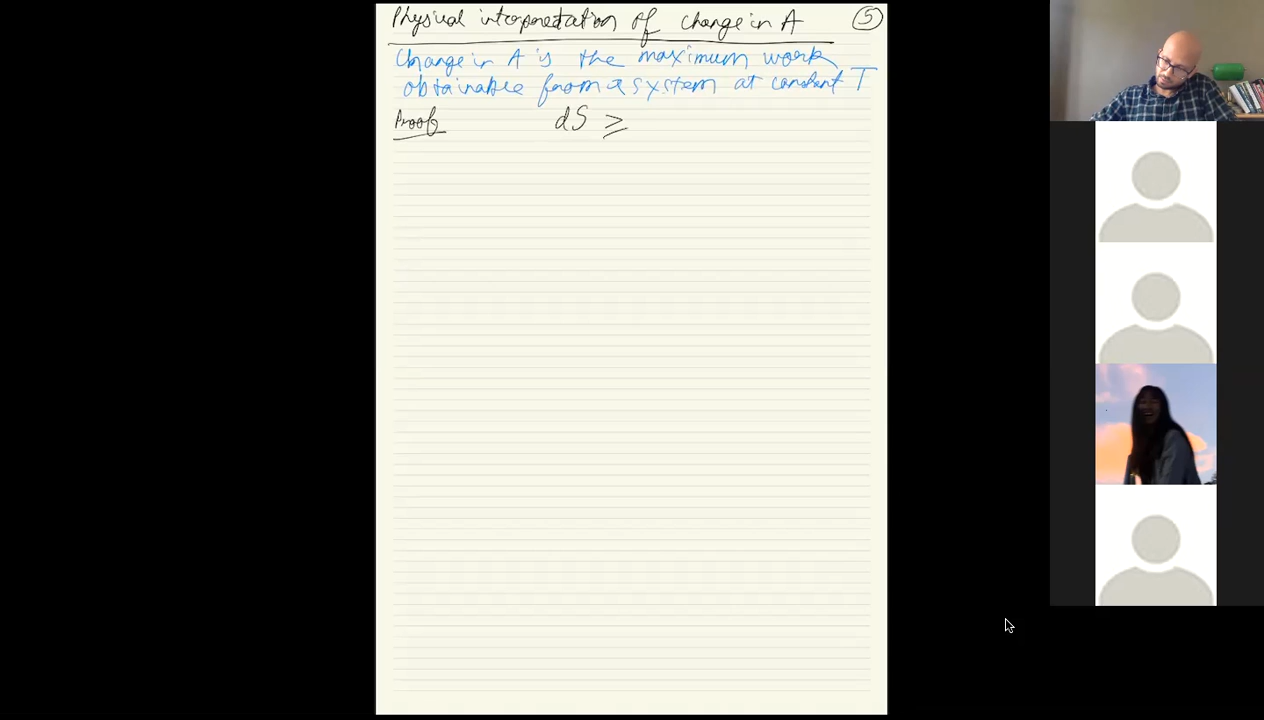 Physical interpretation of change in A 5
Change in A is the maximum work
obtainable from a system at constant T
Proof dS ≥